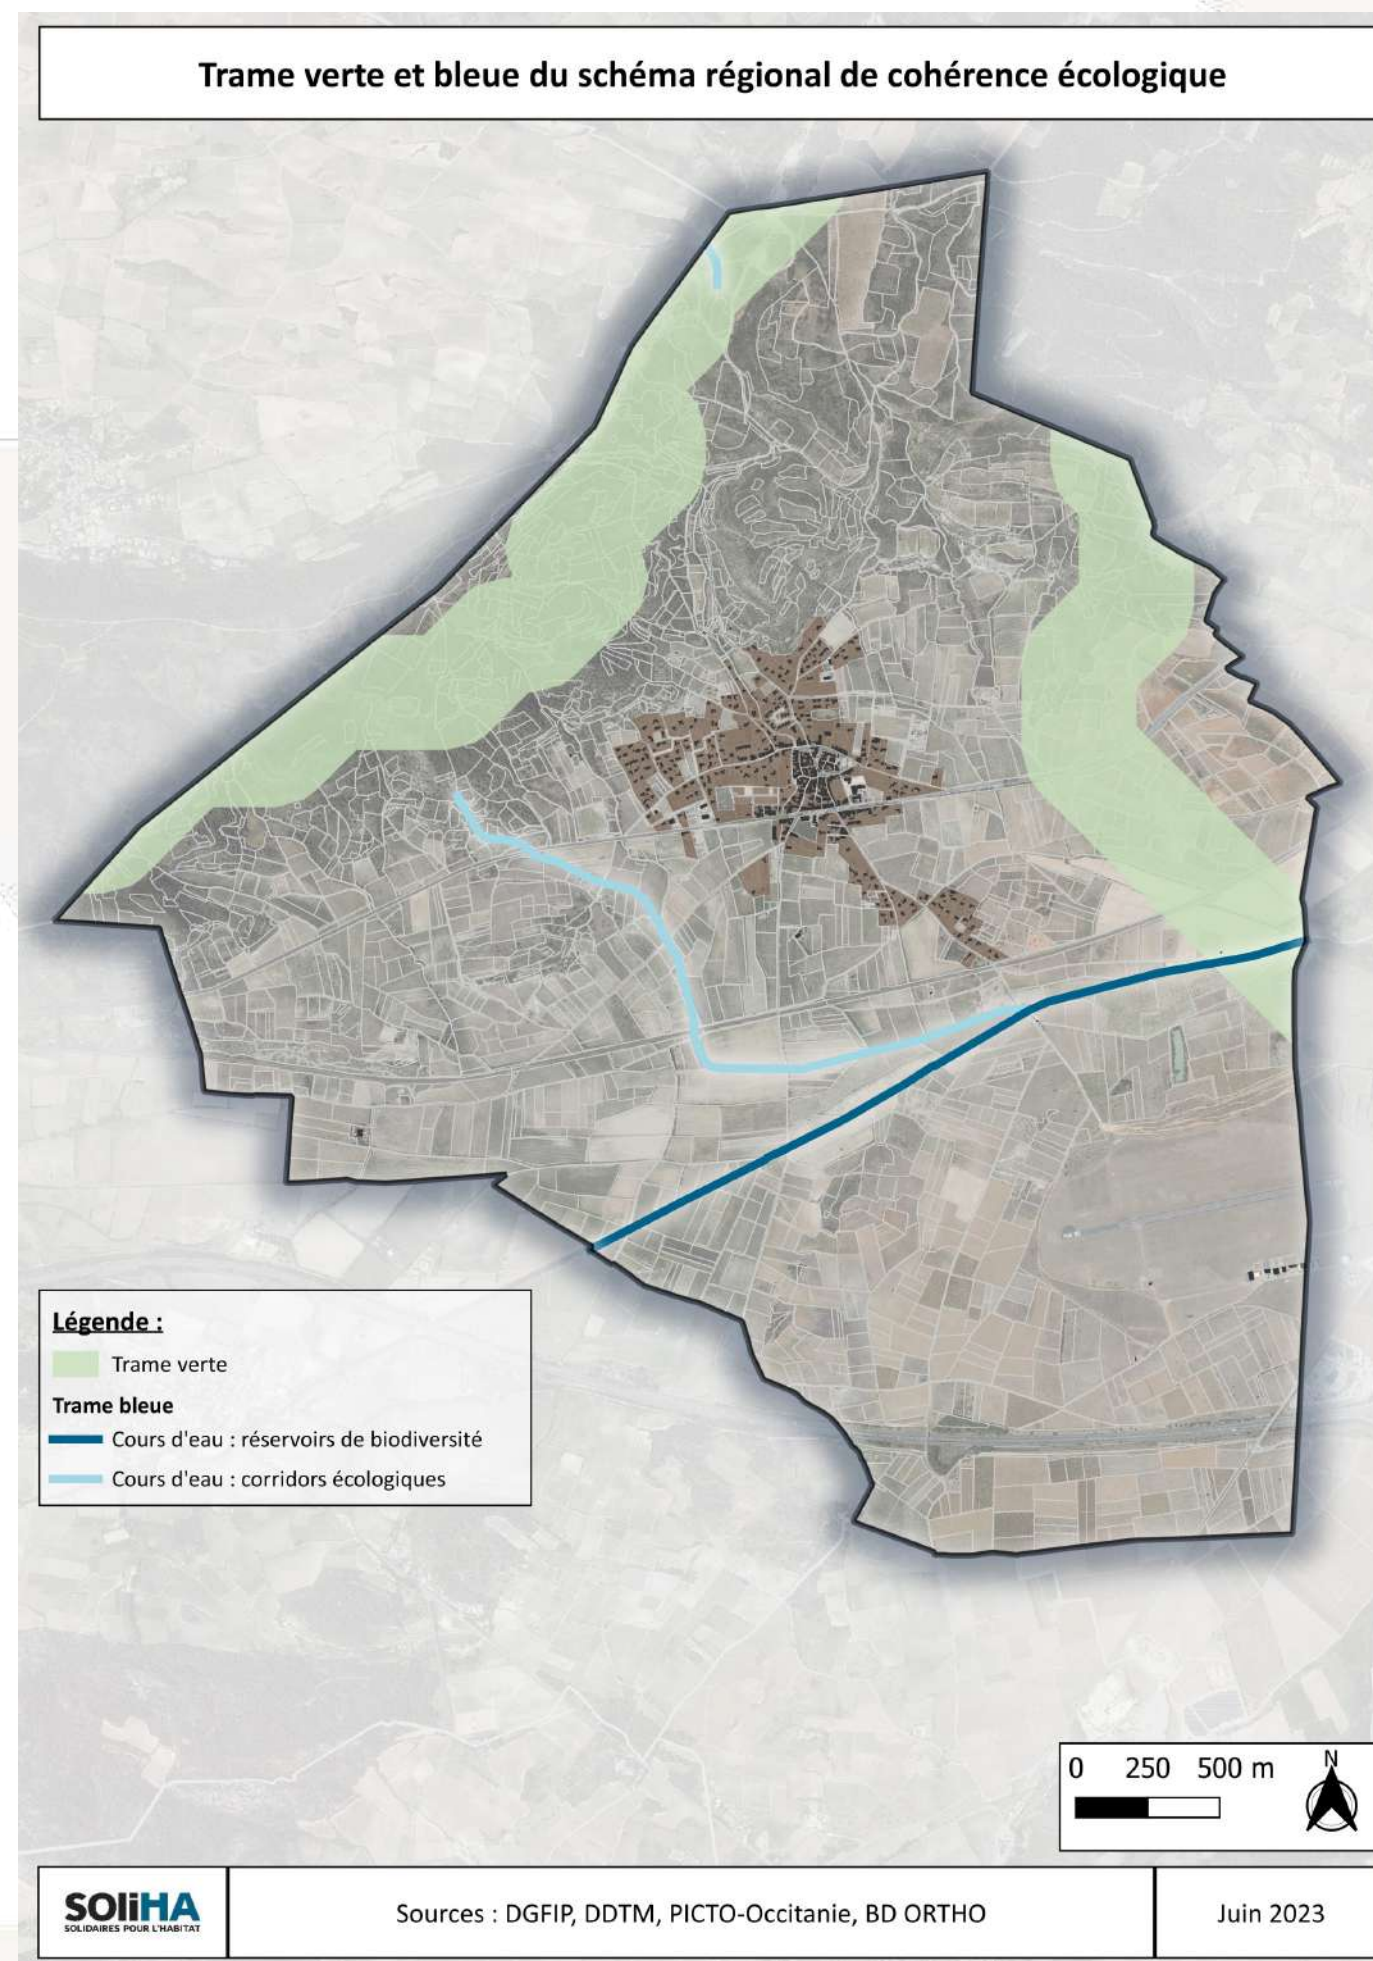 Trame verte et bleue du schéma régional de cohérence écologique
Légende :
Trame verte
Trame bleue
Cours d'eau : réservoirs de biodiversité
Cours d'eau : corridors écologiques
0 250 500 m
N
SOLiHA
SOLIDAIRES POUR L'HABITAT
Sources : DGFIP, DDTM, PICTO-Occitanie, BD ORTHO
Juin 2023